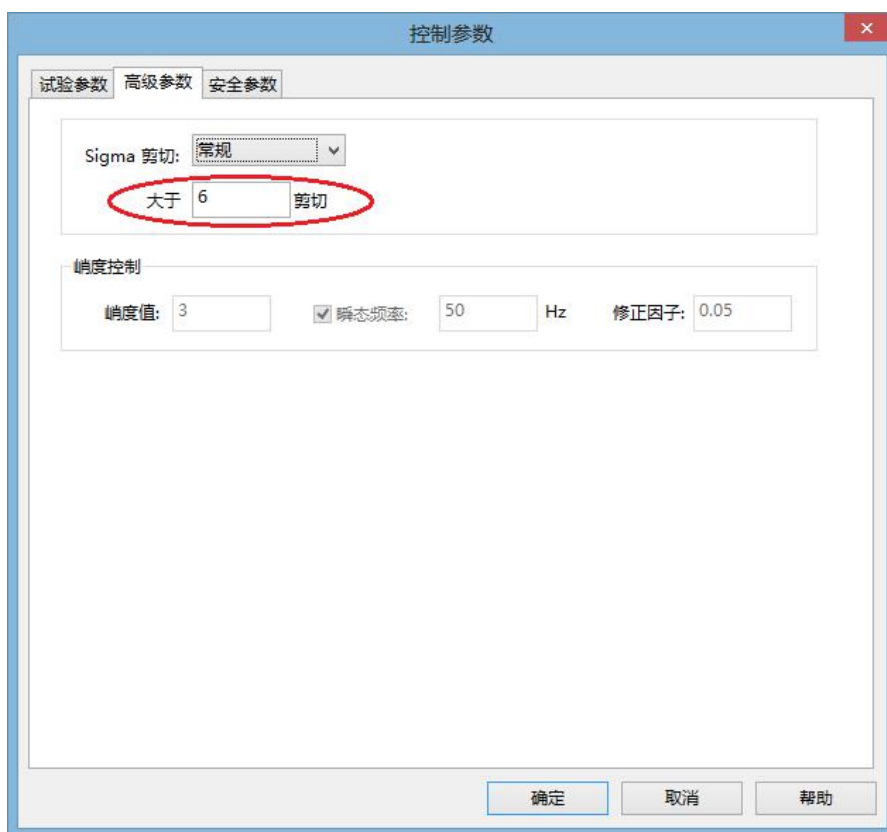 控制参数
试验参数 高级参数 安全参数
Sigma 剪切: 常规
大于 6 剪切
峭度控制
峭度值: 3 瞬态频率: 50 Hz 修正因子: 0.05
确定 取消 帮助